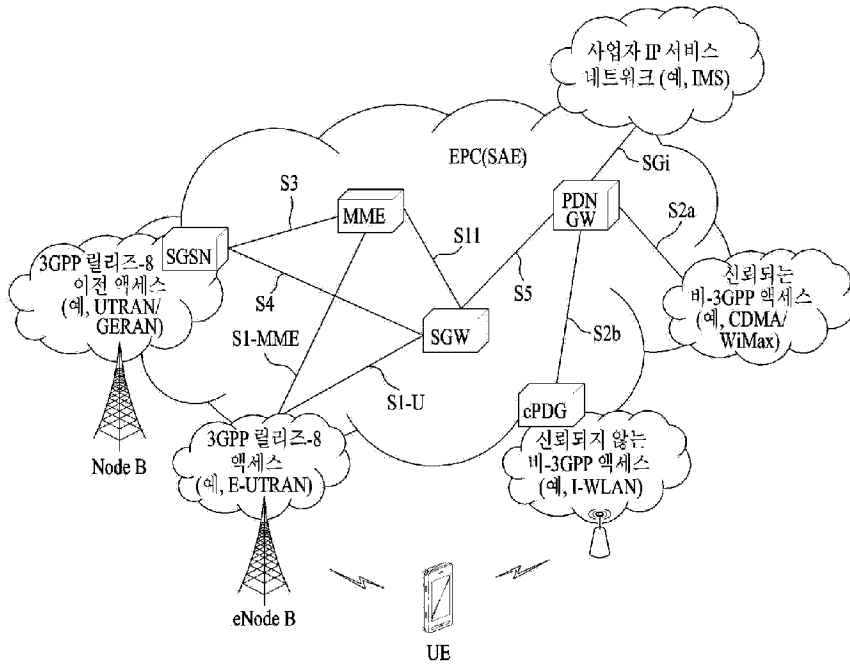 사업자 IP 서비스
네트워크 (예, IMS)
EPC(SAE)
SGi
S3
MME
PDN
GW
S2a
SGSN
S11
3GPP 릴리즈-8
이전 액세스
(예, UTRAN/
GERAN)
S4
S5
신뢰되는
비-3GPP 액세스
(예, CDMA/
WiMax)
S1-MME
SGW
S2b
S1-U
ePDG
Node B
3GPP 릴리즈-8
액세스
(예, E-UTRAN)
신뢰되지 않는
비-3GPP 액세스
(예, I-WLAN)
eNode B
UE